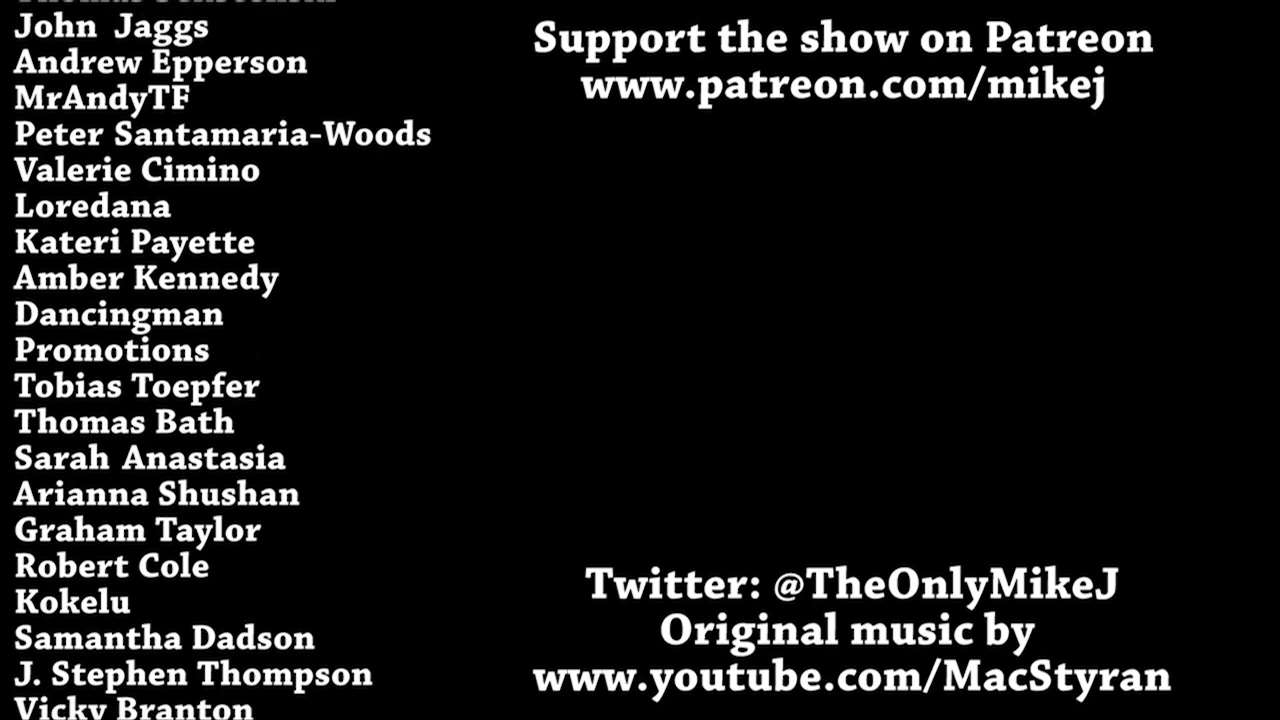 John Jaggs
Andrew Epperson
MrAndyTF
Peter Santamaria-Woods
Valerie Cimino
Loredana
Kateri Payette
Amber Kennedy
Dancingman
Promotions
Tobias Toepfer
Thomas Bath
Sarah Anastasia
Arianna Shushan
Graham Taylor
Robert Cole
Kokelu
Samantha Dadson
J. Stephen Thompson
Vicky Branton
Support the show on Patreon
www.patreon.com/mikej
Twitter: @TheOnlyMikeJ
Original music by
www.youtube.com/MacStyran